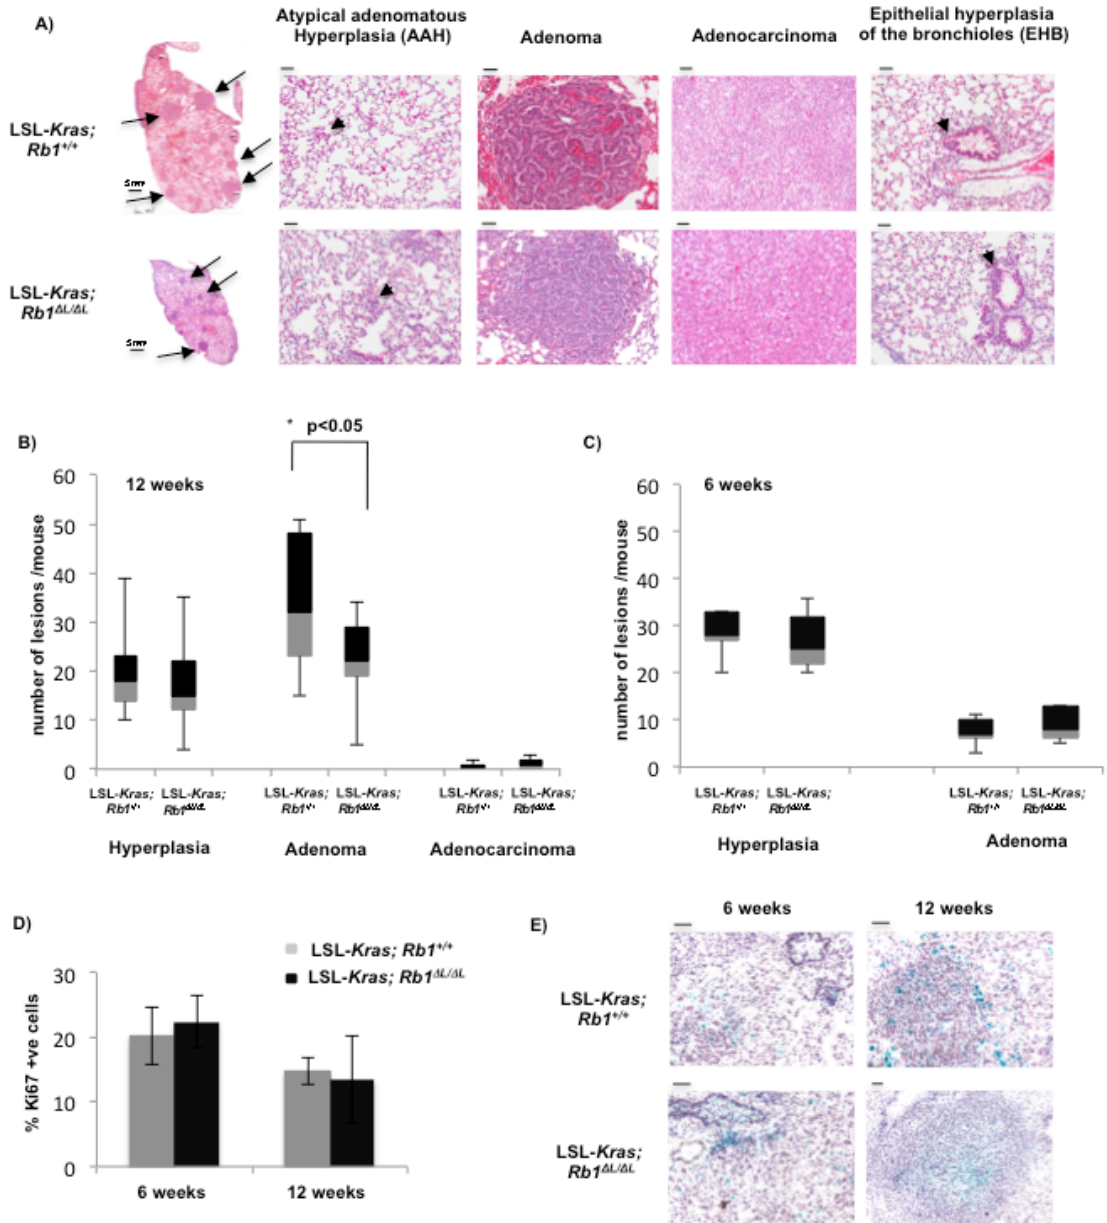 A)
Atypical adenomatous
Hyperplasia (AAH)
Adenoma
Adenocarcinoma
Epithelial hyperplasia
of the bronchioles (EHB)
LSL-Kras;
Rb1+/+
5mm
LSL-Kras;
Rb1ΔL/ΔL
5mm
B)
* p<0.05
12 weeks
number of lesions /mouse
60
50
40
30
20
10
0
LSL-Kras;
Rb1+/+
LSL-Kras;
Rb1ΔL/ΔL
LSL-Kras;
Rb1+/+
LSL-Kras;
Rb1ΔL/ΔL
LSL-Kras;
Rb1+/+
LSL-Kras;
Rb1ΔL/ΔL
Hyperplasia
Adenoma
Adenocarcinoma
C)
6 weeks
number of lesions /mouse
60
50
40
30
20
10
0
LSL-Kras;
Rb1+/+
LSL-Kras;
Rb1ΔL/ΔL
LSL-Kras;
Rb1+/+
LSL-Kras;
Rb1ΔL/ΔL
Hyperplasia
Adenoma
D)
LSL-Kras; Rb1+/+
LSL-Kras; Rb1ΔL/ΔL
% Ki67 +ve cells
30
20
10
0
6 weeks
12 weeks
E)
6 weeks
12 weeks
LSL-Kras;
Rb1+/+
LSL-Kras;
Rb1ΔL/ΔL